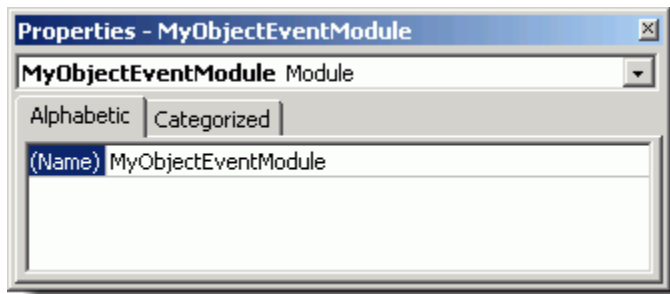 Properties - MyObjectEventModule
MyObjectEventModule Module
Alphabetic Categorized
(Name) MyObjectEventModule